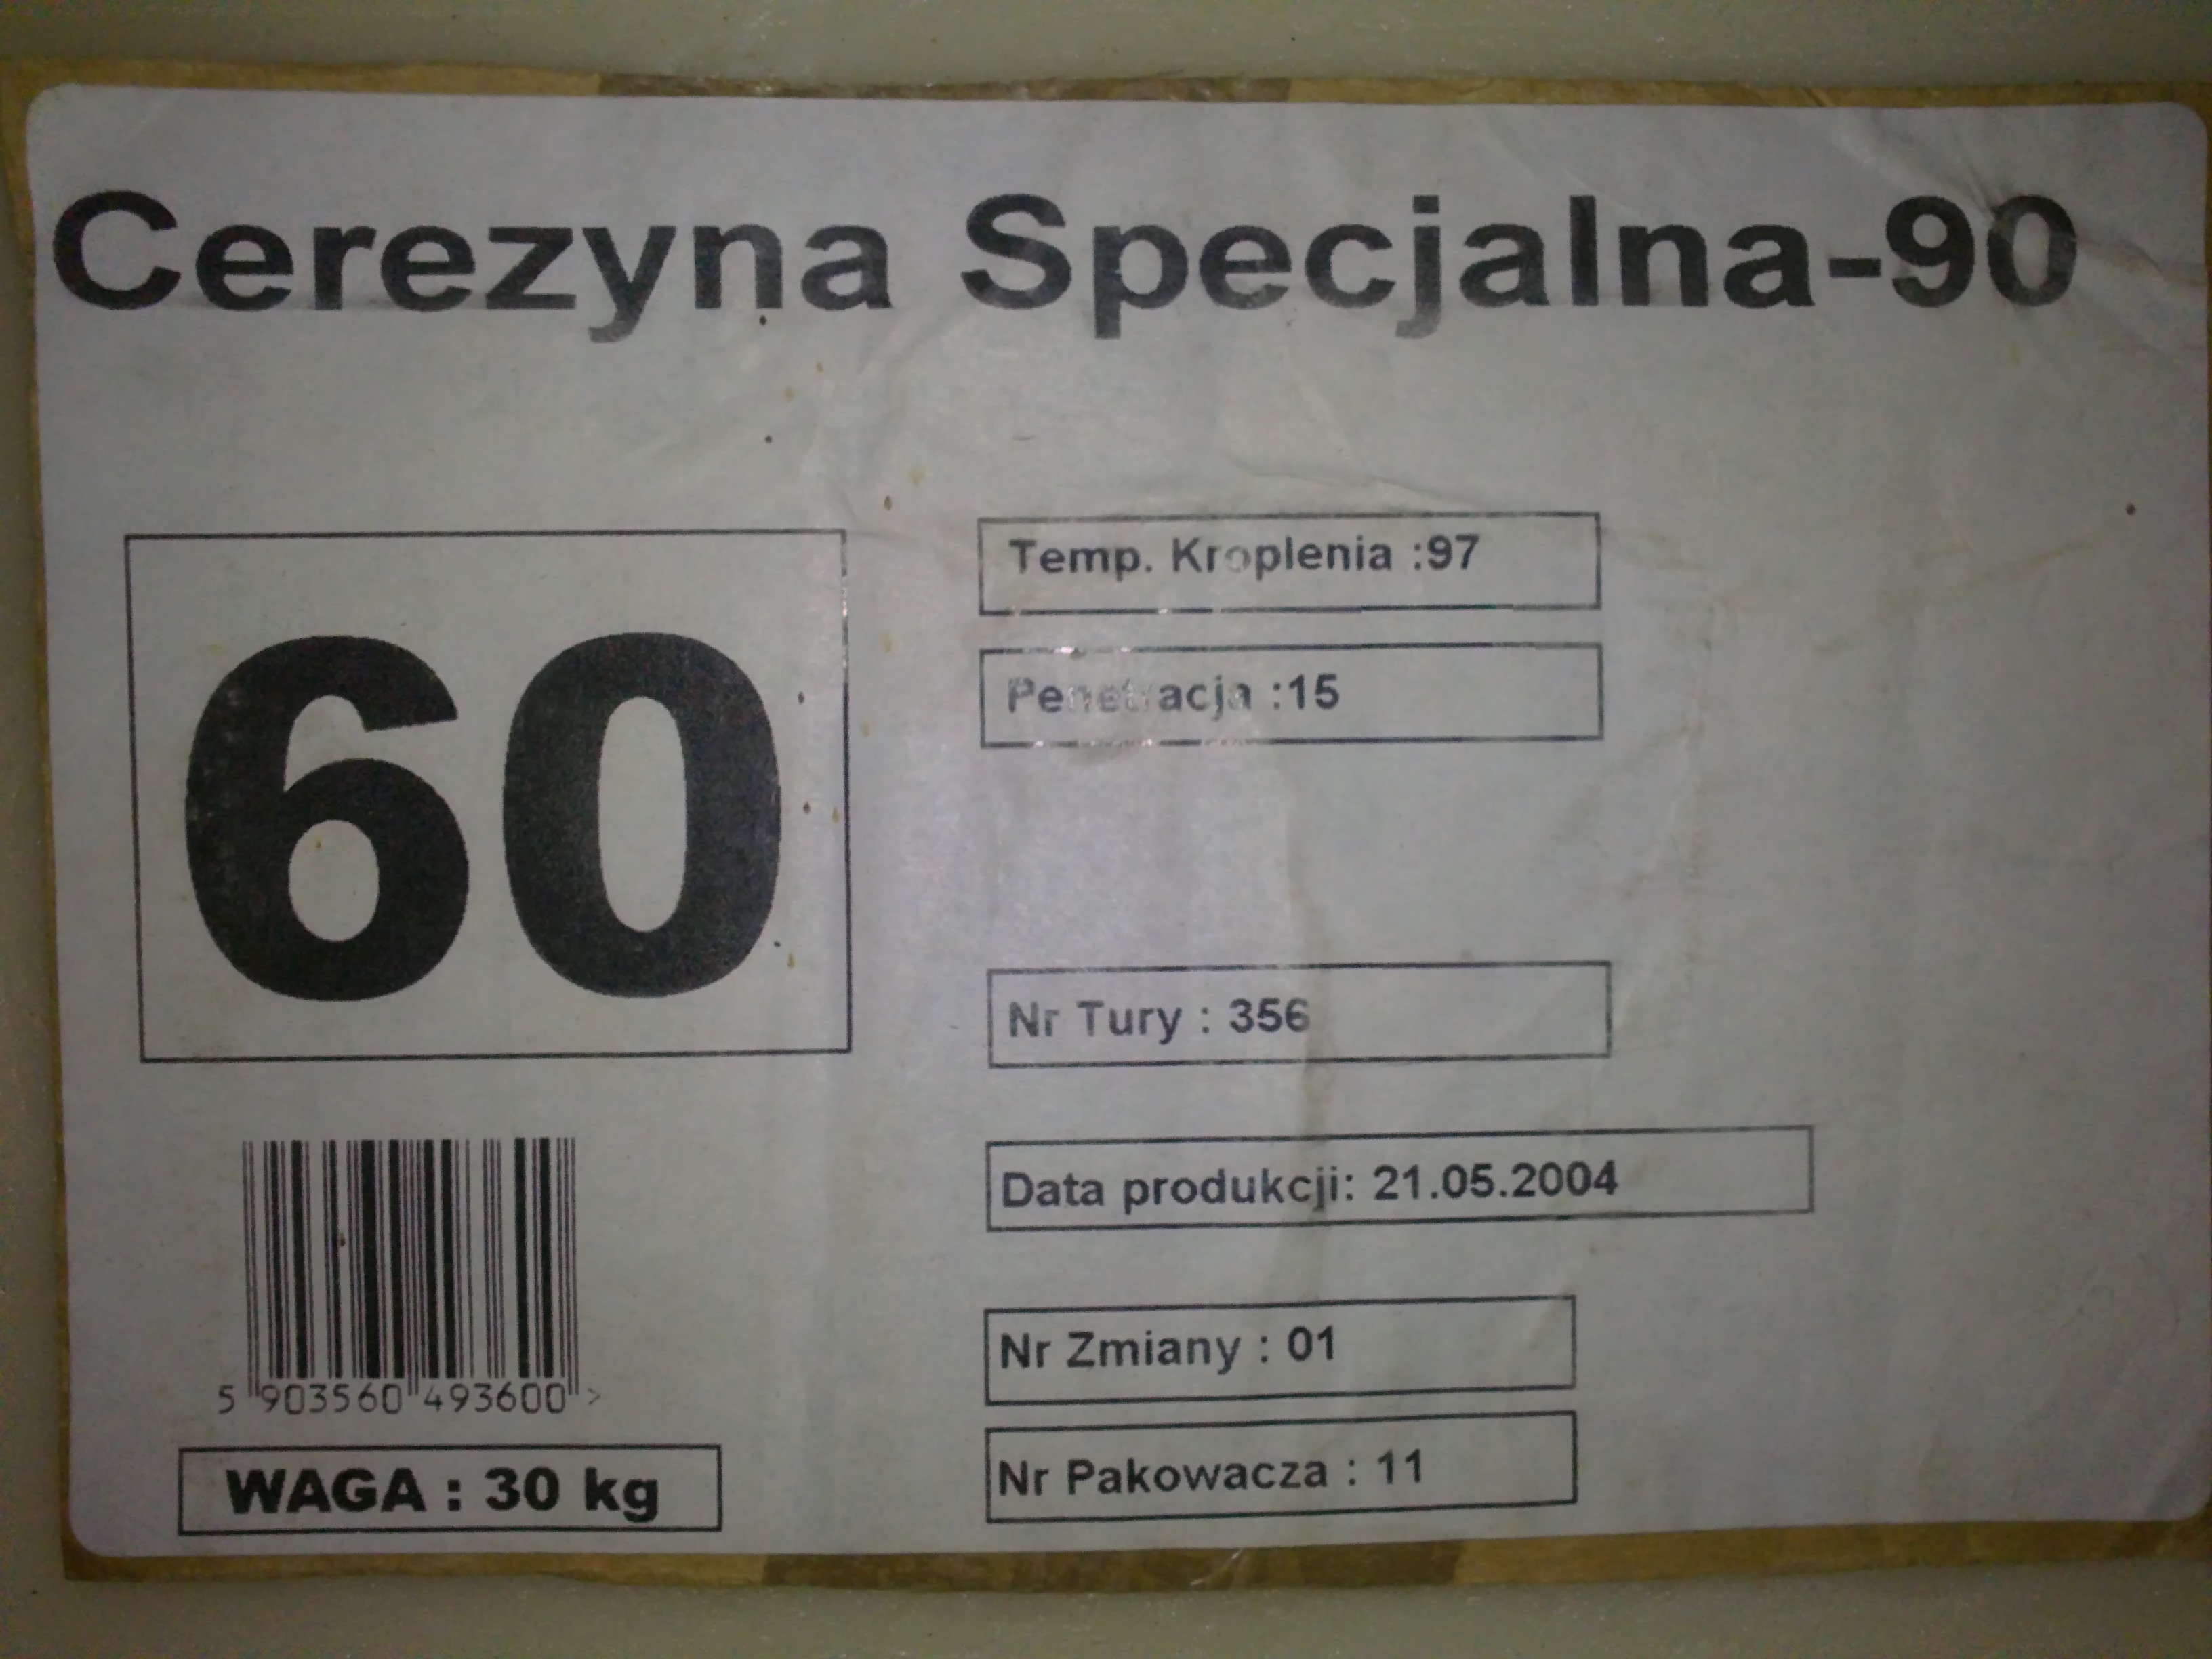 Cerezyna Specjalna-90
60
Temp. Kroplenia :97
Penetracja :15
Nr Tury : 356
Data produkcji: 21.05.2004
Nr Zmiany : 01
Nr Pakowacza : 11
5 903560 493600 >
WAGA : 30 kg